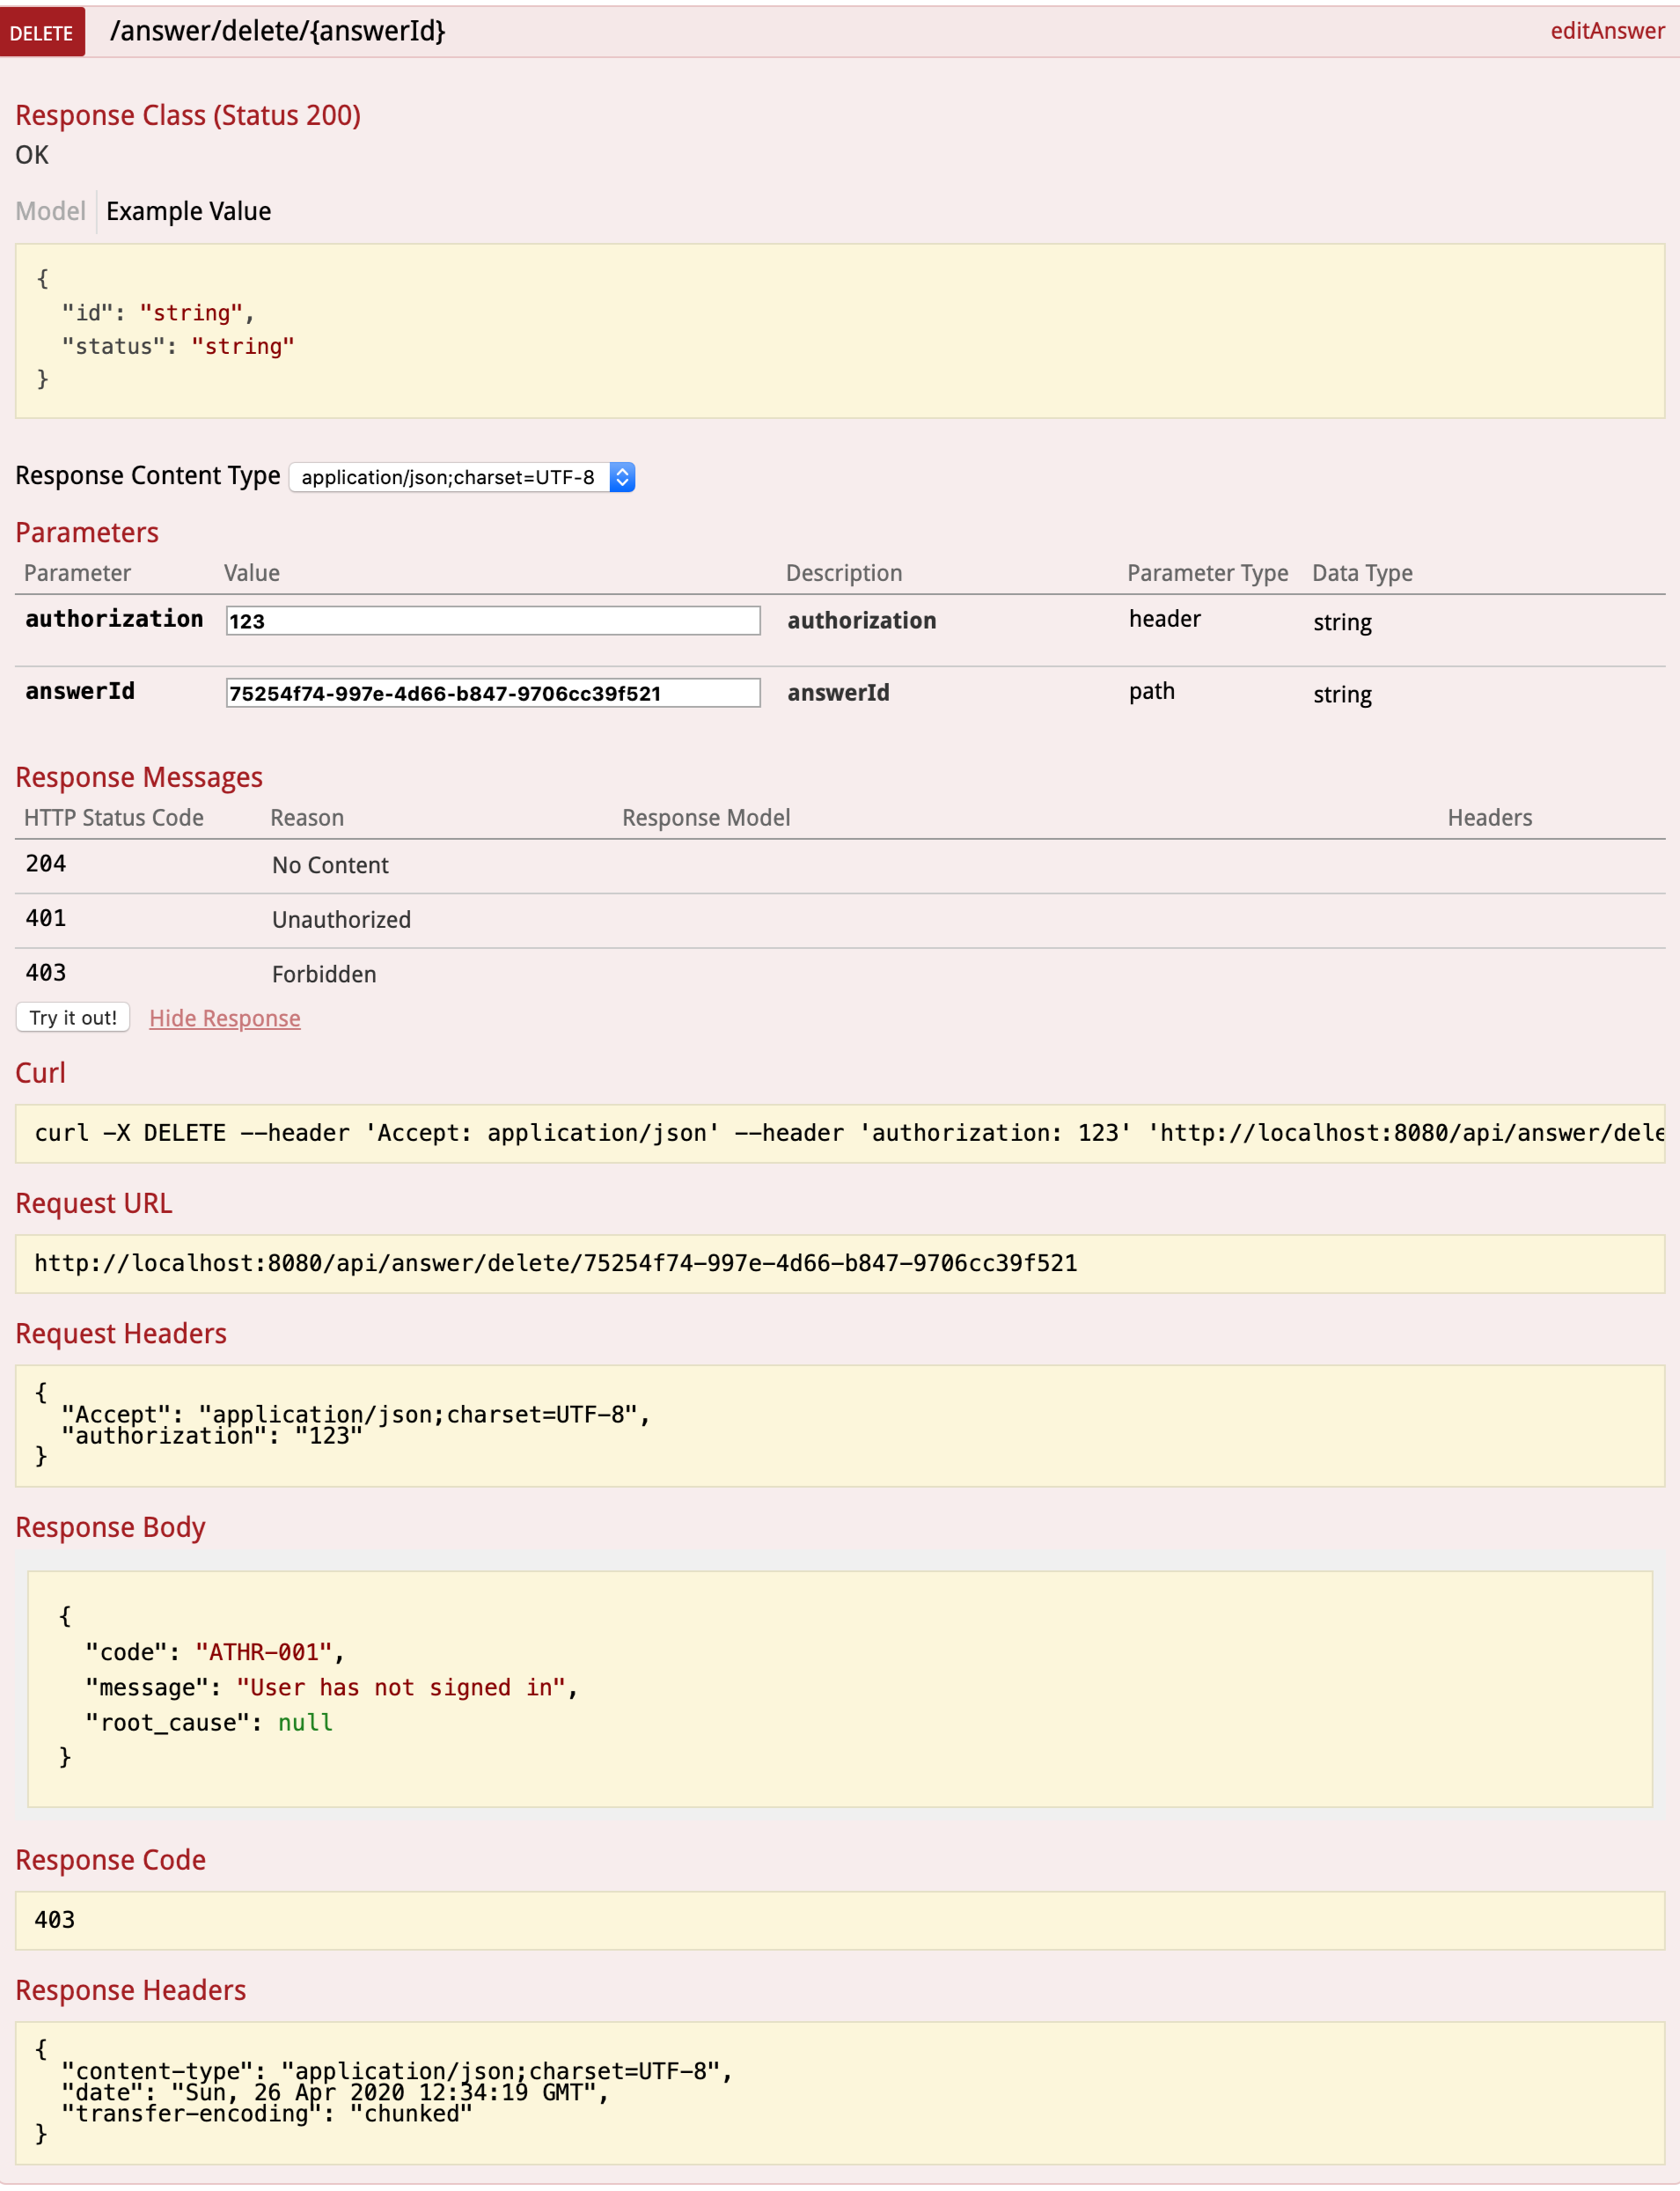 DELETE /answer/delete/{answerId} editAnswer
Response Class (Status 200)
OK
Model Example Value
{
  "id": "string",
  "status": "string"
}
Response Content Type application/json;charset=UTF-8
Parameters
Parameter Value Description Parameter Type Data Type
authorization 123 authorization header string
answerId 75254f74-997e-4d66-b847-9706cc39f521 answerId path string
Response Messages
HTTP Status Code Reason Response Model Headers
204 No Content
401 Unauthorized
403 Forbidden
Try it out! Hide Response
Curl
curl -X DELETE --header 'Accept: application/json' --header 'authorization: 123' 'http://localhost:8080/api/answer/dele
Request URL
http://localhost:8080/api/answer/delete/75254f74-997e-4d66-b847-9706cc39f521
Request Headers
{
  "Accept": "application/json;charset=UTF-8",
  "authorization": "123"
}
Response Body
{
  "code": "ATHR-001",
  "message": "User has not signed in",
  "root_cause": null
}
Response Code
403
Response Headers
{
  "content-type": "application/json;charset=UTF-8",
  "date": "Sun, 26 Apr 2020 12:34:19 GMT",
  "transfer-encoding": "chunked"
}